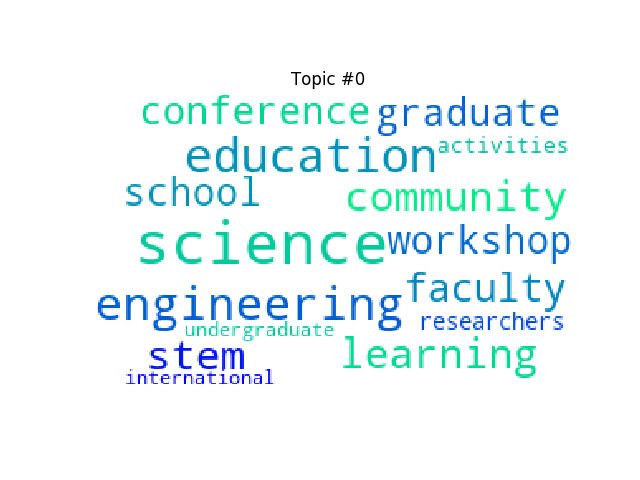 Topic #0
conference graduate
education activities
school community
science workshop
engineering faculty
undergraduate researchers
stem learning
international